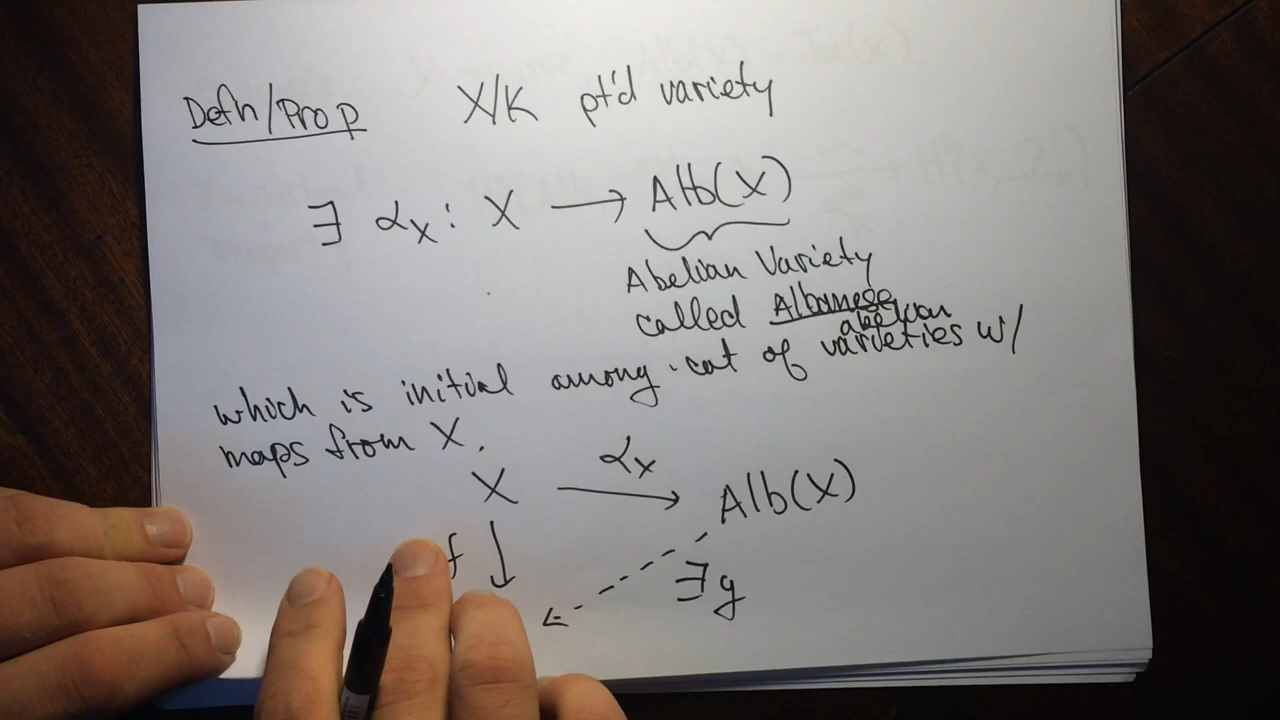 Defn/Prop X/K pt'd variety
∃ α_X : X ⟶ Alb(X)
Abelian Variety
called Albanese
abelian
which is initial among cat of varieties w/
maps from X.
X α_X ⟶ Alb(X)
f ↓ ∃g